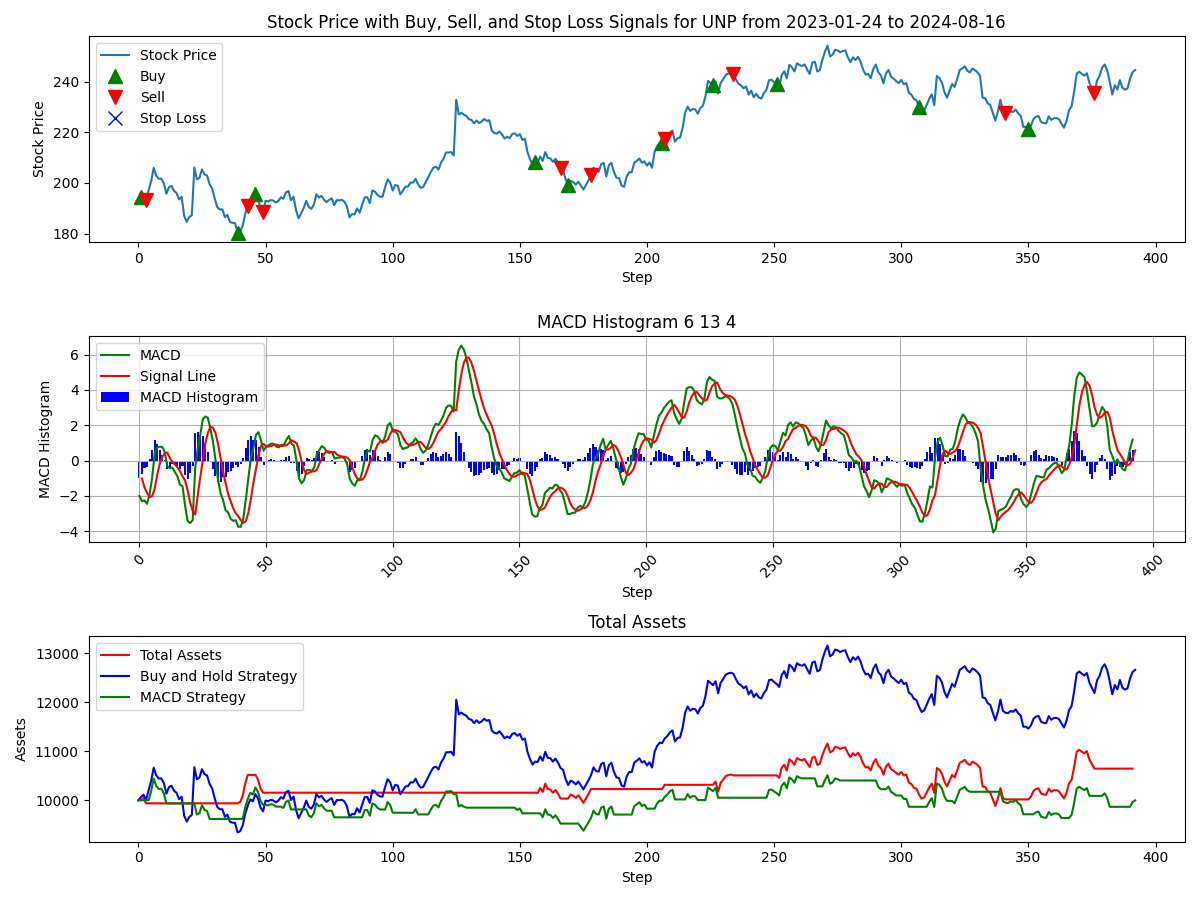 Stock Price with Buy, Sell, and Stop Loss Signals for UNP from 2023-01-24 to 2024-08-16
Stock Price
Buy
Sell
Stop Loss
Stock Price
240
220
200
180
0 50 100 150 200 250 300 350 400
Step
MACD Histogram 6 13 4
MACD
Signal Line
MACD Histogram
MACD Histogram
6
4
2
0
−2
−4
0 50 100 150 200 250 300 350 400
Step
Total Assets
Total Assets
Buy and Hold Strategy
MACD Strategy
Assets
13000
12000
11000
10000
0 50 100 150 200 250 300 350 400
Step